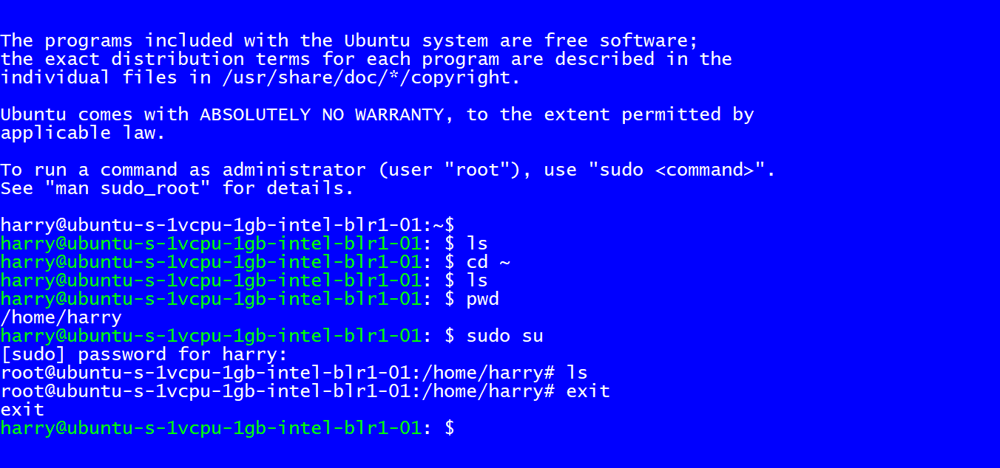 The programs included with the Ubuntu system are free software;
the exact distribution terms for each program are described in the
individual files in /usr/share/doc/*/copyright.
Ubuntu comes with ABSOLUTELY NO WARRANTY, to the extent permitted by
applicable law.
To run a command as administrator (user "root"), use "sudo <command>".
See "man sudo_root" for details.
harry@ubuntu-s-1vcpu-1gb-intel-blr1-01:~$
harry@ubuntu-s-1vcpu-1gb-intel-blr1-01: $ ls
harry@ubuntu-s-1vcpu-1gb-intel-blr1-01: $ cd ~
harry@ubuntu-s-1vcpu-1gb-intel-blr1-01: $ ls
harry@ubuntu-s-1vcpu-1gb-intel-blr1-01: $ pwd
/home/harry
harry@ubuntu-s-1vcpu-1gb-intel-blr1-01: $ sudo su
[sudo] password for harry:
root@ubuntu-s-1vcpu-1gb-intel-blr1-01:/home/harry# ls
root@ubuntu-s-1vcpu-1gb-intel-blr1-01:/home/harry# exit
exit
harry@ubuntu-s-1vcpu-1gb-intel-blr1-01: $